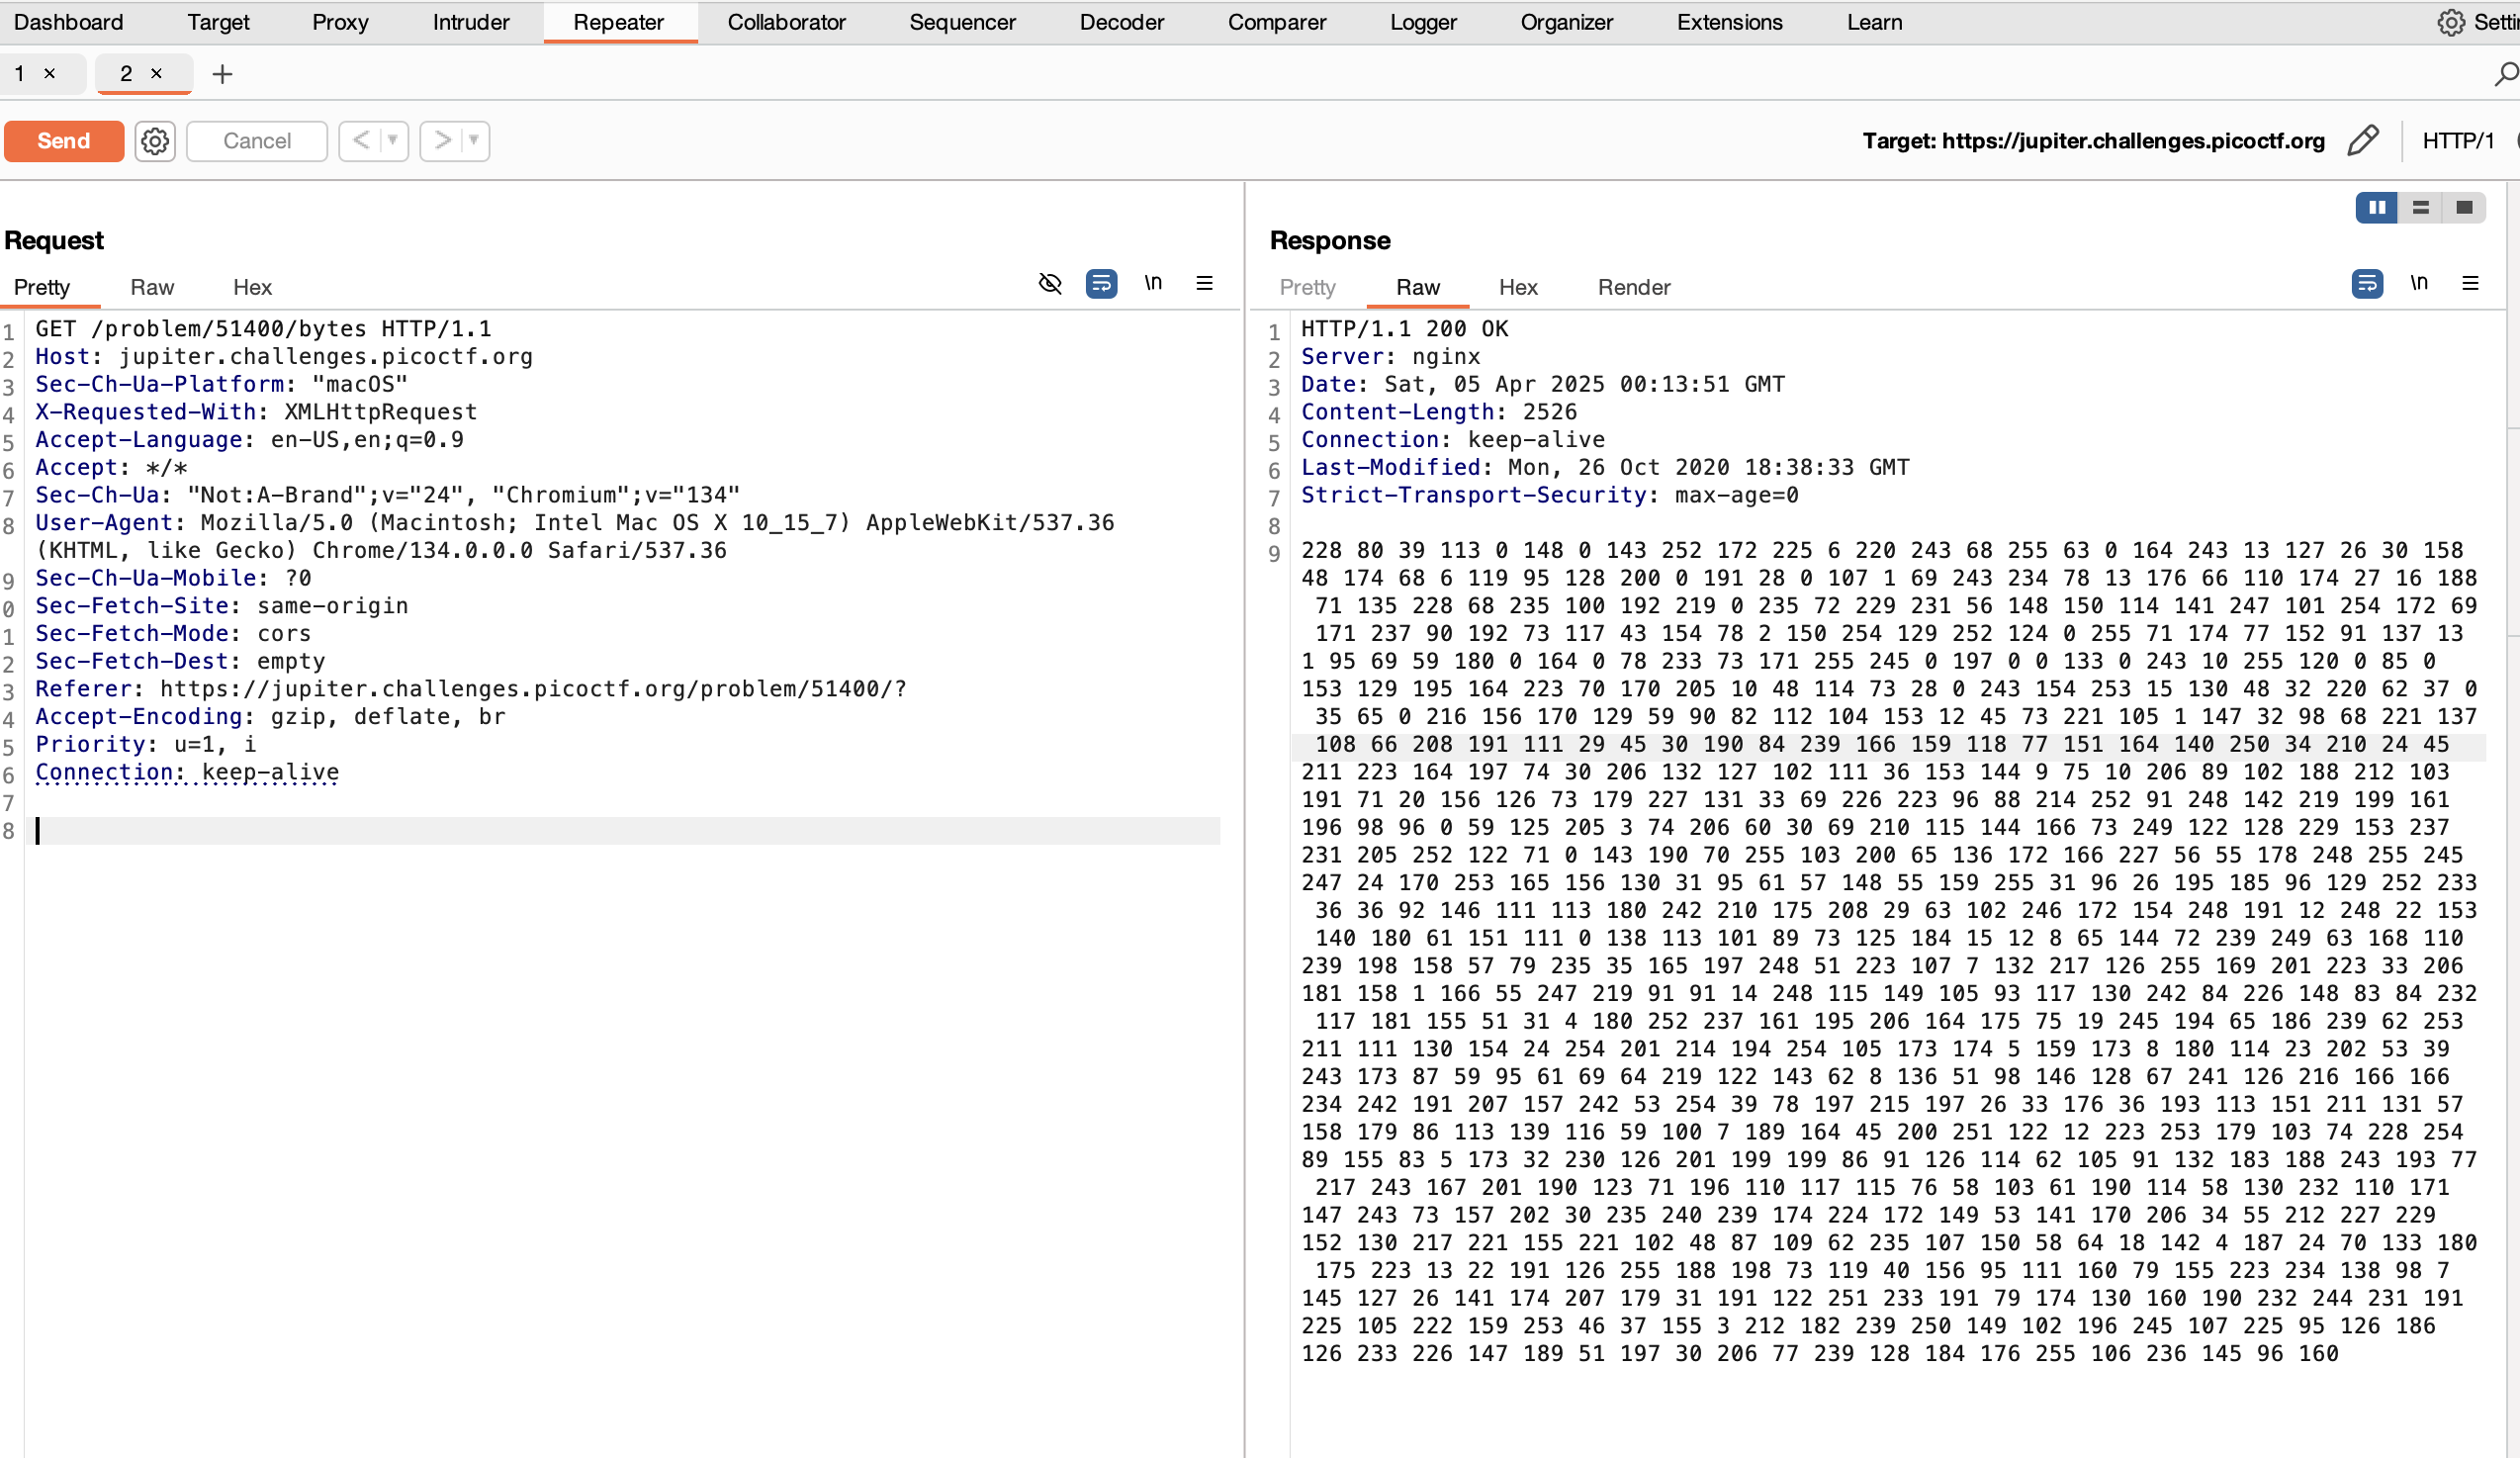 Dashboard Target Proxy Intruder Repeater Collaborator Sequencer Decoder Comparer Logger Organizer Extensions Learn
1 × 2 × +
Send Cancel < > Target: https://jupiter.challenges.picoctf.org HTTP/1
Request
Pretty Raw Hex \n
1 GET /problem/51400/bytes HTTP/1.1
2 Host: jupiter.challenges.picoctf.org
3 Sec-Ch-Ua-Platform: "macOS"
4 X-Requested-With: XMLHttpRequest
5 Accept-Language: en-US,en;q=0.9
6 Accept: */*
7 Sec-Ch-Ua: "Not:A-Brand";v="24", "Chromium";v="134"
8 User-Agent: Mozilla/5.0 (Macintosh; Intel Mac OS X 10_15_7) AppleWebKit/537.36
(KHTML, like Gecko) Chrome/134.0.0.0 Safari/537.36
9 Sec-Ch-Ua-Mobile: ?0
0 Sec-Fetch-Site: same-origin
1 Sec-Fetch-Mode: cors
2 Sec-Fetch-Dest: empty
3 Referer: https://jupiter.challenges.picoctf.org/problem/51400/?
4 Accept-Encoding: gzip, deflate, br
5 Priority: u=1, i
6 Connection: keep-alive
7
8
Response
Pretty Raw Hex Render \n
1 HTTP/1.1 200 OK
2 Server: nginx
3 Date: Sat, 05 Apr 2025 00:13:51 GMT
4 Content-Length: 2526
5 Connection: keep-alive
6 Last-Modified: Mon, 26 Oct 2020 18:38:33 GMT
7 Strict-Transport-Security: max-age=0
8
9 228 80 39 113 0 148 0 143 252 172 225 6 220 243 68 255 63 0 164 243 13 127 26 30 158
48 174 68 6 119 95 128 200 0 191 28 0 107 1 69 243 234 78 13 176 66 110 174 27 16 188
71 135 228 68 235 100 192 219 0 235 72 229 231 56 148 150 114 141 247 101 254 172 69
171 237 90 192 73 117 43 154 78 2 150 254 129 252 124 0 255 71 174 77 152 91 137 13
1 95 69 59 180 0 164 0 78 233 73 171 255 245 0 197 0 0 133 0 243 10 255 120 0 85 0
153 129 195 164 223 70 170 205 10 48 114 73 28 0 243 154 253 15 130 48 32 220 62 37 0
35 65 0 216 156 170 129 59 90 82 112 104 153 12 45 73 221 105 1 147 32 98 68 221 137
108 66 208 191 111 29 45 30 190 84 239 166 159 118 77 151 164 140 250 34 210 24 45
211 223 164 197 74 30 206 132 127 102 111 36 153 144 9 75 10 206 89 102 188 212 103
191 71 20 156 126 73 179 227 131 33 69 226 223 96 88 214 252 91 248 142 219 199 161
196 98 96 0 59 125 205 3 74 206 60 30 69 210 115 144 166 73 249 122 128 229 153 237
231 205 252 122 71 0 143 190 70 255 103 200 65 136 172 166 227 56 55 178 248 255 245
247 24 170 253 165 156 130 31 95 61 57 148 55 159 255 31 96 26 195 185 96 129 252 233
36 36 92 146 111 113 180 242 210 175 208 29 63 102 246 172 154 248 191 12 248 22 153
140 180 61 151 111 0 138 113 101 89 73 125 184 15 12 8 65 144 72 239 249 63 168 110
239 198 158 57 79 235 35 165 197 248 51 223 107 7 132 217 126 255 169 201 223 33 206
181 158 1 166 55 247 219 91 91 14 248 115 149 105 93 117 130 242 84 226 148 83 84 232
117 181 155 51 31 4 180 252 237 161 195 206 164 175 75 19 245 194 65 186 239 62 253
211 111 130 154 24 254 201 214 194 254 105 173 174 5 159 173 8 180 114 23 202 53 39
243 173 87 59 95 61 69 64 219 122 143 62 8 136 51 98 146 128 67 241 126 216 166 166
234 242 191 207 157 242 53 254 39 78 197 215 197 26 33 176 36 193 113 151 211 131 57
158 179 86 113 139 116 59 100 7 189 164 45 200 251 122 12 223 253 179 103 74 228 254
89 155 83 5 173 32 230 126 201 199 199 86 91 126 114 62 105 91 132 183 188 243 193 77
217 243 167 201 190 123 71 196 110 117 115 76 58 103 61 190 114 58 130 232 110 171
147 243 73 157 202 30 235 240 239 174 224 172 149 53 141 170 206 34 55 212 227 229
152 130 217 221 155 221 102 48 87 109 62 235 107 150 58 64 18 142 4 187 24 70 133 180
175 223 13 22 191 126 255 188 198 73 119 40 156 95 111 160 79 155 223 234 138 98 7
145 127 26 141 174 207 179 31 191 122 251 233 191 79 174 130 160 190 232 244 231 191
225 105 222 159 253 46 37 155 3 212 182 239 250 149 102 196 245 107 225 95 126 186
126 233 226 147 189 51 197 30 206 77 239 128 184 176 255 106 236 145 96 160